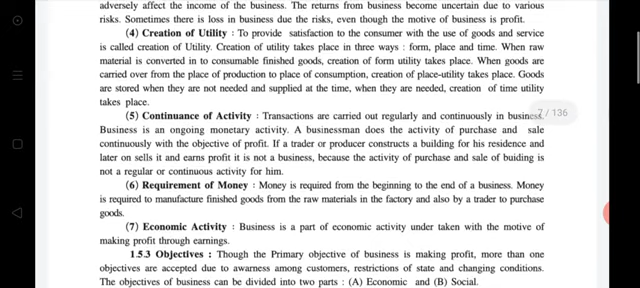 adversely affect the income of the business. The returns from business become uncertain due to various
risks. Sometimes there is loss in business due the risks, even though the motive of business is profit.
(4) Creation of Utility : To provide satisfaction to the consumer with the use of goods and service
is called creation of Utility. Creation of utility takes place in three ways : form, place and time. When raw
material is converted in to consumable finished goods, creation of form utility takes place. When goods are
carried over from the place of production to place of consumption, creation of place-utility takes place. Goods
are stored when they are not needed and supplied at the time, when they are needed, creation of time utility
takes place.
(5) Continuance of Activity : Transactions are carried out regularly and continuously in business.
7 / 136
Business is an ongoing monetary activity. A businessman does the activity of purchase and sale
continuously with the objective of profit. If a trader or producer constructs a building for his residence and
later on sells it and earns profit it is not a business, because the activity of purchase and sale of buiding is
not a regular or continuous activity for him.
(6) Requirement of Money : Money is required from the beginning to the end of a business. Money
is required to manufacture finished goods from the raw materials in the factory and also by a trader to purchase
goods.
(7) Economic Activity : Business is a part of economic activity under taken with the motive of
making profit through earnings.
1.5.3 Objectives : Though the Primary objective of business is making profit, more than one
objectives are accepted due to awarness among customers, restrictions of state and changing conditions.
The objectives of business can be divided into two parts : (A) Economic and (B) Social.